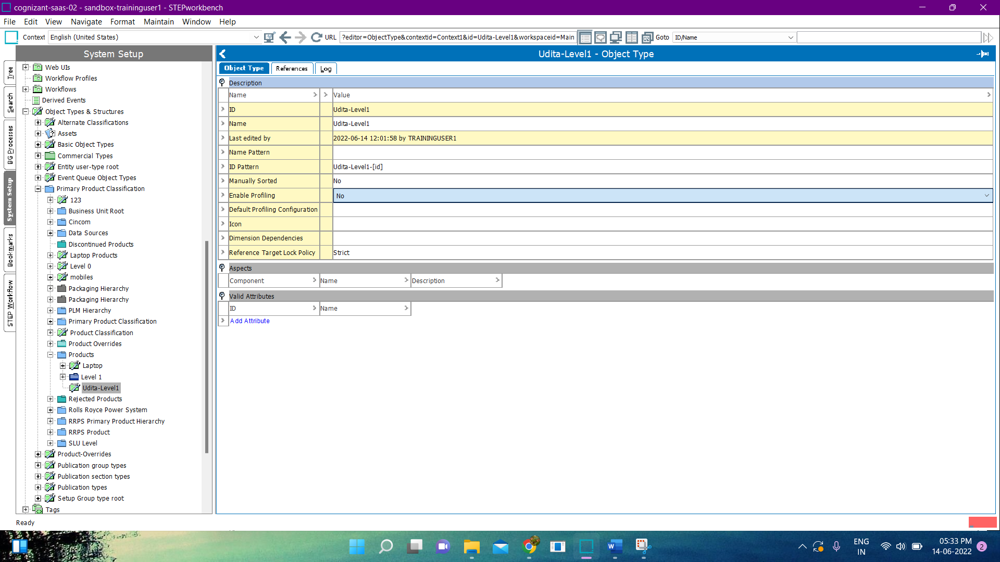 cognizant-saas-02 - sandbox-traininguser1 - STEPworkbench
File Edit View Navigate Format Maintain Window Help
Context English (United States) URL ?editor=ObjectType&contextid=Context1&id=Udita-Level1&workspaceid=Main Goto ID/Name
System Setup
Tree
Search
BG Processes
System Setup
Bookmarks
STEP Workflow
Web UIs
Workflow Profiles
Workflows
Derived Events
Object Types & Structures
Alternate Classifications
Assets
Basic Object Types
Commercial Types
Entity user-type root
Event Queue Object Types
Primary Product Classification
123
Business Unit Root
Cincom
Data Sources
Discontinued Products
Laptop Products
Level 0
mobiles
Packaging Hierarchy
Packaging Hierarchy
PLM Hierarchy
Primary Product Classification
Product Classification
Product Overrides
Products
Laptop
Level 1
Udita-Level1
Rejected Products
Rolls Royce Power System
RRPS Primary Product Hierarchy
RRPS Product
SLU Level
Product-Overrides
Publication group types
Publication section types
Publication types
Setup Group type root
Tags
Udita-Level1 - Object Type
Object Type References Log
Description
Name Value
ID Udita-Level1
Name Udita-Level1
Last edited by 2022-06-14 12:01:58 by TRAININGUSER1
Name Pattern
ID Pattern Udita-Level1-[id]
Manually Sorted No
Enable Profiling No
Default Profiling Configuration
Icon
Dimension Dependencies
Reference Target Lock Policy Strict
Aspects
Component Name Description
Valid Attributes
ID Name
Add Attribute
Ready
ENG
IN
05:33 PM
14-06-2022
2